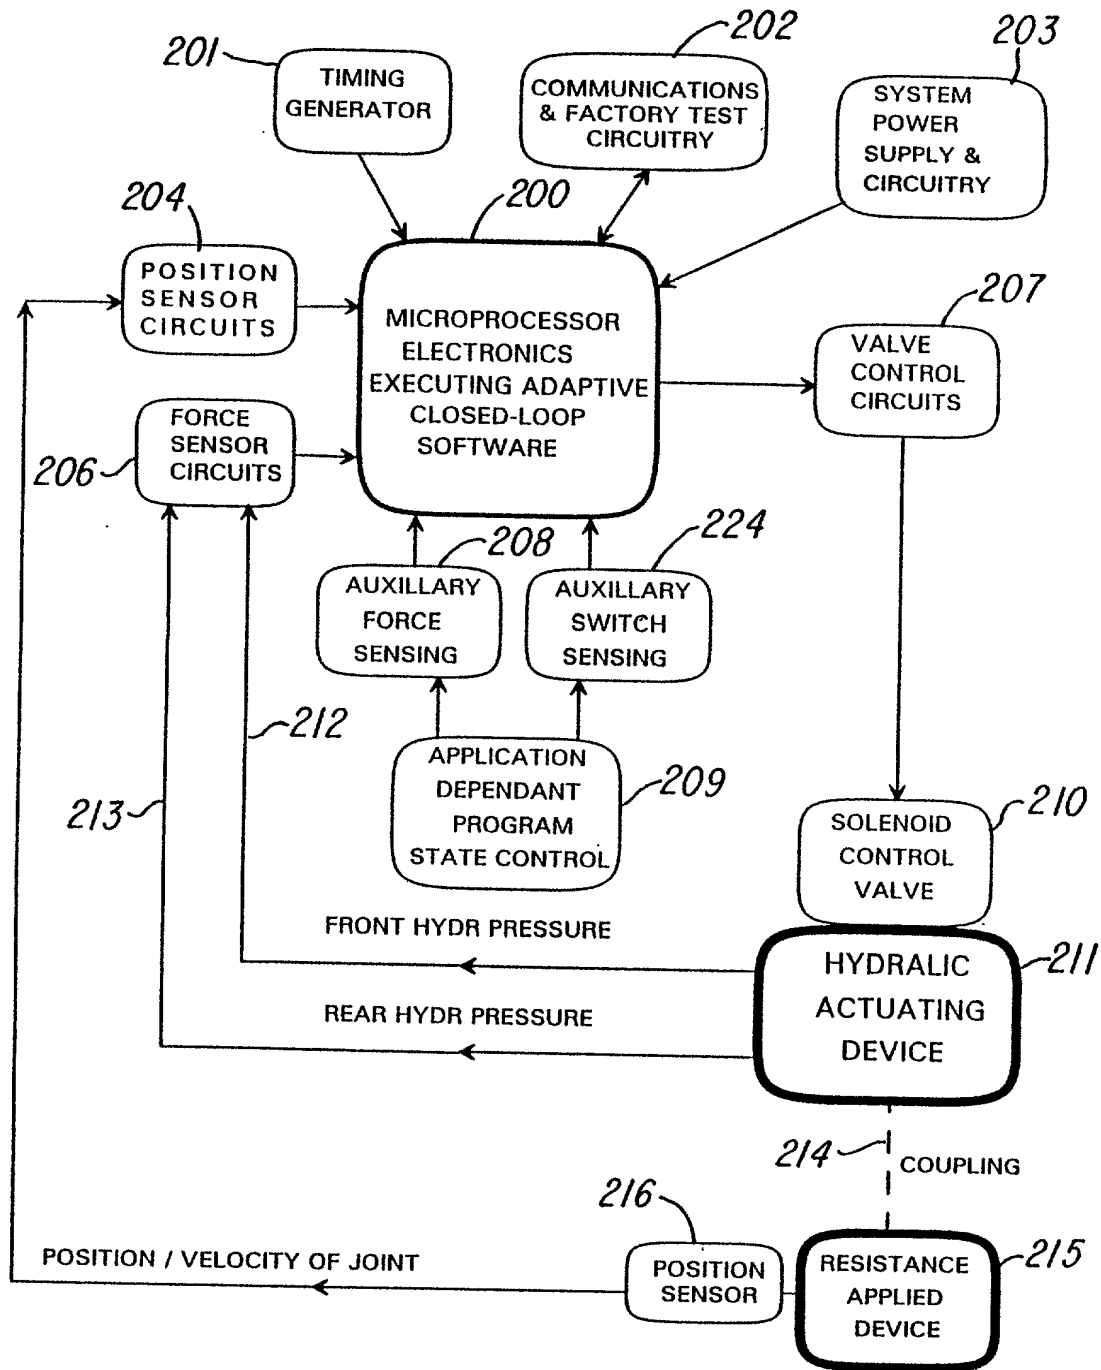 201
TIMING
GENERATOR
202
COMMUNICATIONS
& FACTORY TEST
CIRCUITRY
203
SYSTEM
POWER
SUPPLY &
CIRCUITRY
204
POSITION
SENSOR
CIRCUITS
200
MICROPROCESSOR
ELECTRONICS
EXECUTING ADAPTIVE
CLOSED-LOOP
SOFTWARE
207
VALVE
CONTROL
CIRCUITS
206
FORCE
SENSOR
CIRCUITS
208
AUXILLARY
FORCE
SENSING
224
AUXILLARY
SWITCH
SENSING
212
213
APPLICATION
DEPENDANT
PROGRAM
STATE CONTROL
209
210
SOLENOID
CONTROL
VALVE
FRONT HYDR PRESSURE
REAR HYDR PRESSURE
HYDRALIC
ACTUATING
DEVICE
211
214
COUPLING
216
POSITION / VELOCITY OF JOINT
POSITION
SENSOR
RESISTANCE
APPLIED
DEVICE
215